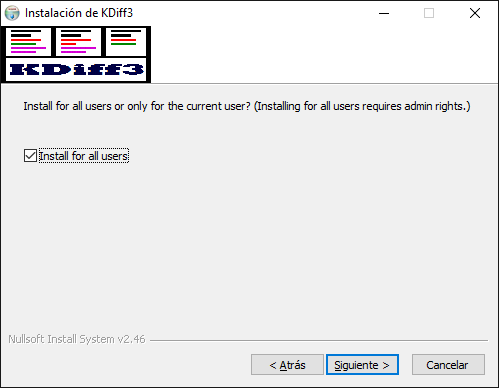 Instalación de KDiff3
KDiff3
Install for all users or only for the current user? (Installing for all users requires admin rights.)
Install for all users
Nullsoft Install System v2.46
< Atrás
Siguiente >
Cancelar